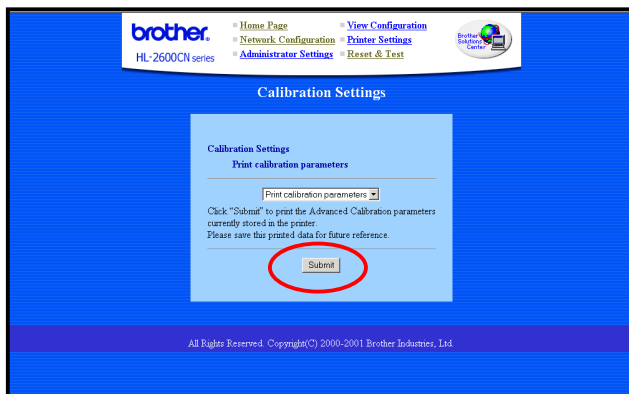 brother®
HL-2600CN series
Home Page
View Configuration
Network Configuration
Printer Settings
Administrator Settings
Reset & Test
Brother
Solutions
Center
Calibration Settings
Calibration Settings
Print calibration parameters
Print calibration parameters
Click "Submit" to print the Advanced Calibration parameters
currently stored in the printer.
Please save this printed data for future reference.
Submit
All Rights Reserved. Copyright(C) 2000-2001 Brother Industries, Ltd.